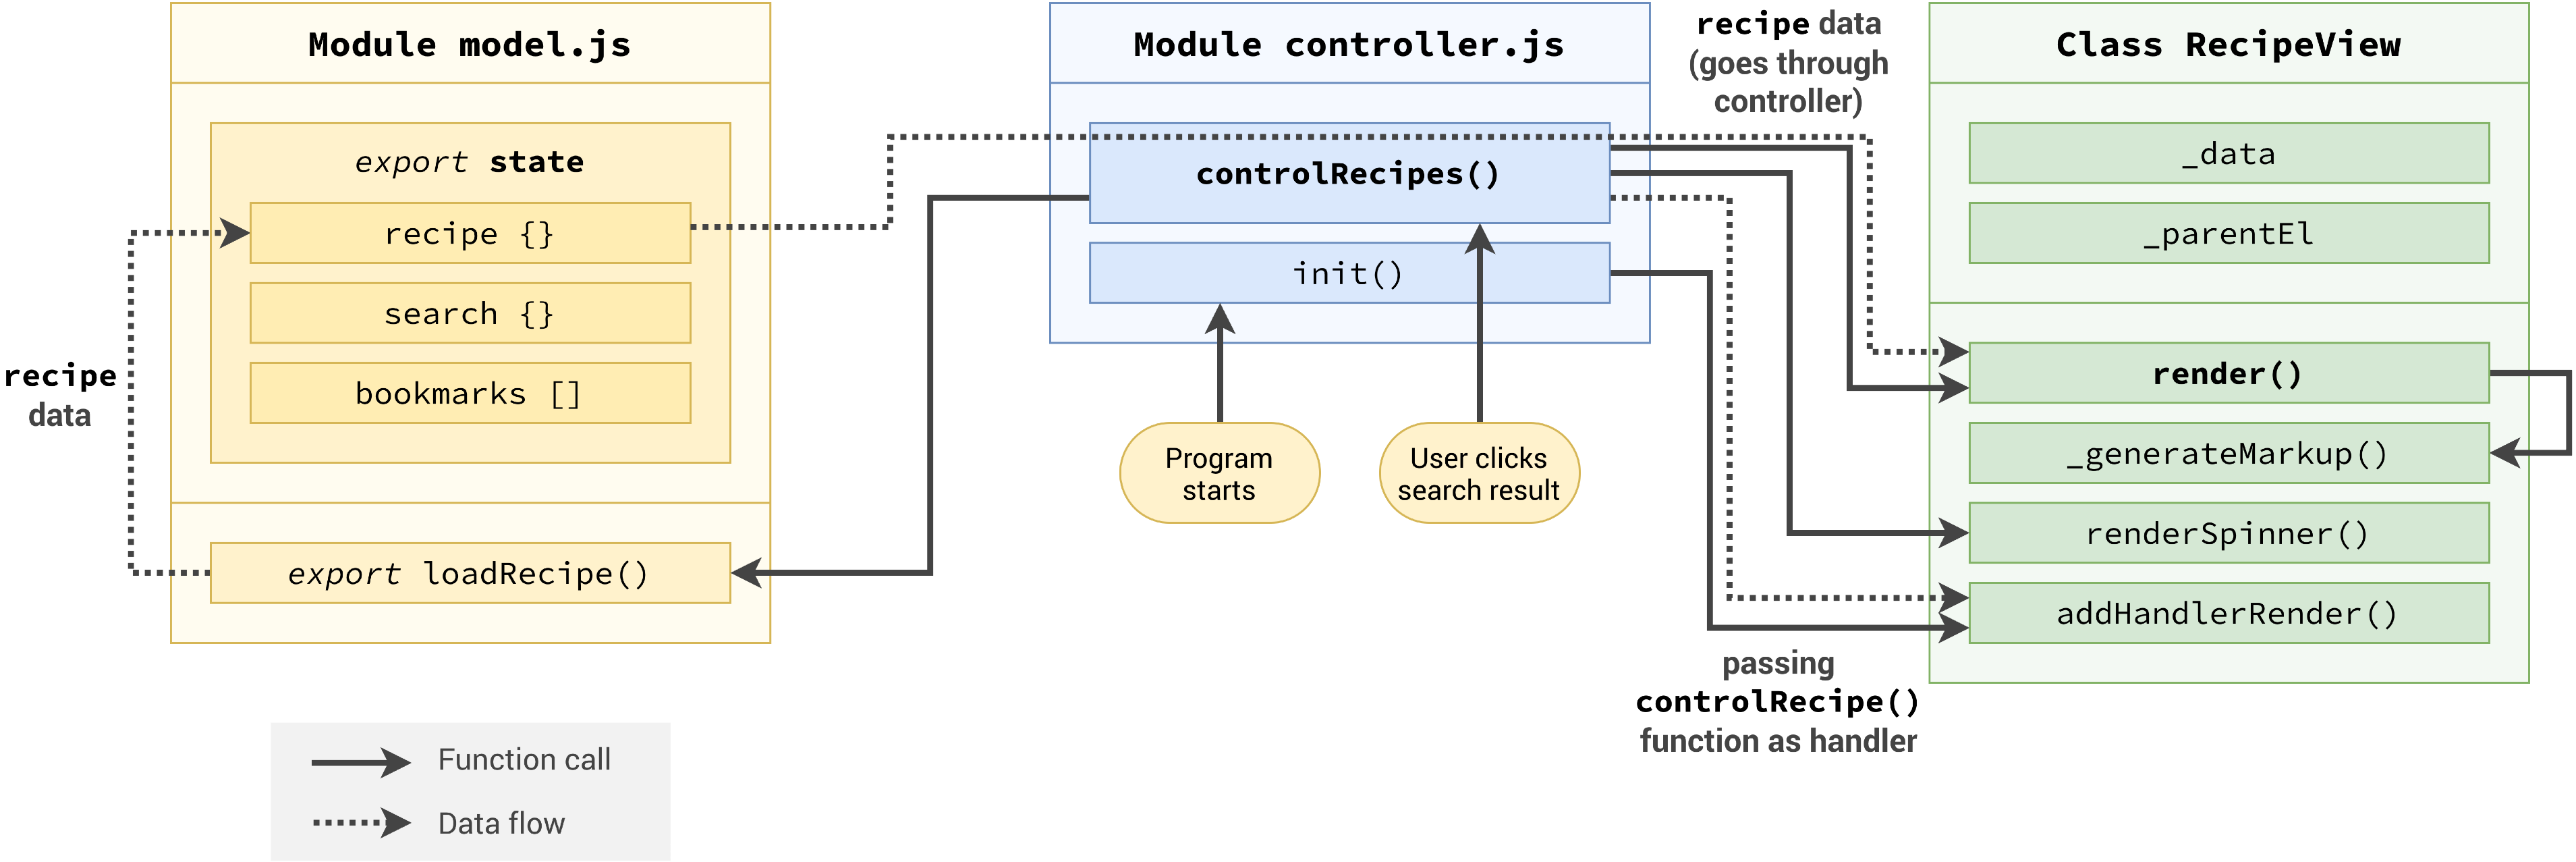 Module model.js
export state
recipe {}
search {}
bookmarks []
export loadRecipe()
recipe
data
Module controller.js
controlRecipes()
init()
Program
starts
User clicks
search result
recipe data
(goes through
controller)
Class RecipeView
_data
_parentEl
render()
_generateMarkup()
renderSpinner()
addHandlerRender()
passing
controlRecipe()
function as handler
Function call
Data flow